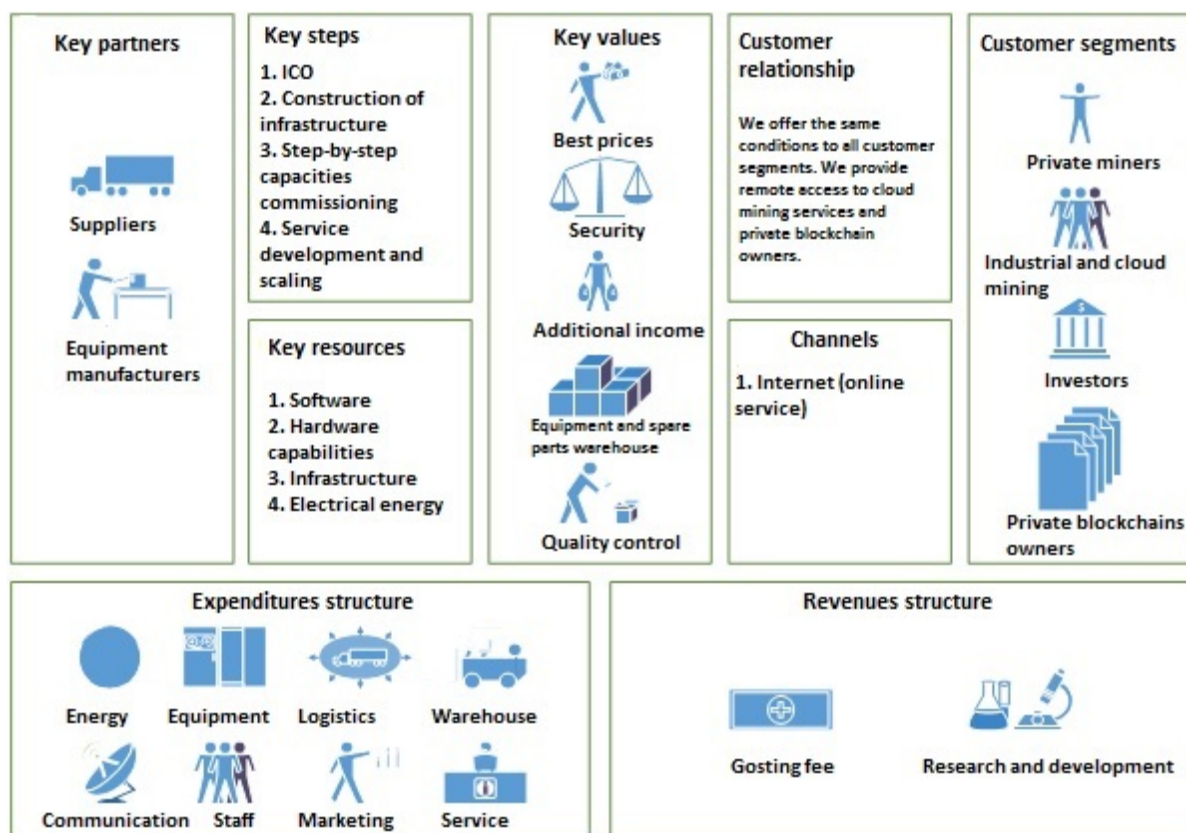 Key partners
Suppliers
Equipment
manufacturers
Key steps
1. ICO
2. Construction of
infrastructure
3. Step-by-step
capacities
commissioning
4. Service
development and
scaling
Key resources
1. Software
2. Hardware
capabilities
3. Infrastructure
4. Electrical energy
Key values
Best prices
Security
Additional income
Equipment and spare
parts warehouse
Quality control
Customer
relationship
We offer the same
conditions to all customer
segments. We provide
remote access to cloud
mining services and
private blockchain
owners.
Channels
1. Internet (online
service)
Customer segments
Private miners
Industrial and cloud
mining
$
Investors
Private blockchains
owners
Expenditures structure
Energy
Equipment
Logistics
Warehouse
Communication
Staff
Marketing
Service
Revenues structure
Gosting fee
Research and development